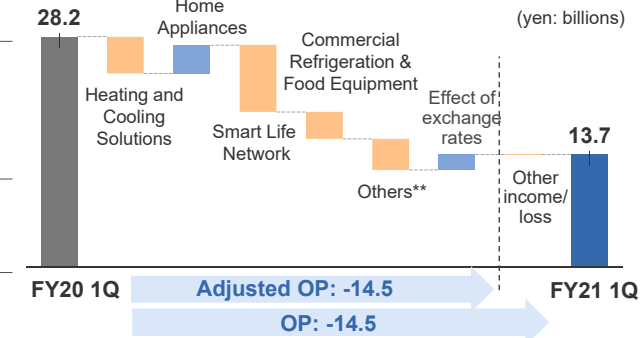 28.2
Home
Appliances
(yen: billions)
Commercial
Refrigeration &
Food Equipment
Heating and
Cooling
Solutions
Smart Life
Network
Others**
Effect of
exchange
rates
13.7
Other
income/
loss
FY20 1Q
Adjusted OP: -14.5
FY21 1Q
OP: -14.5